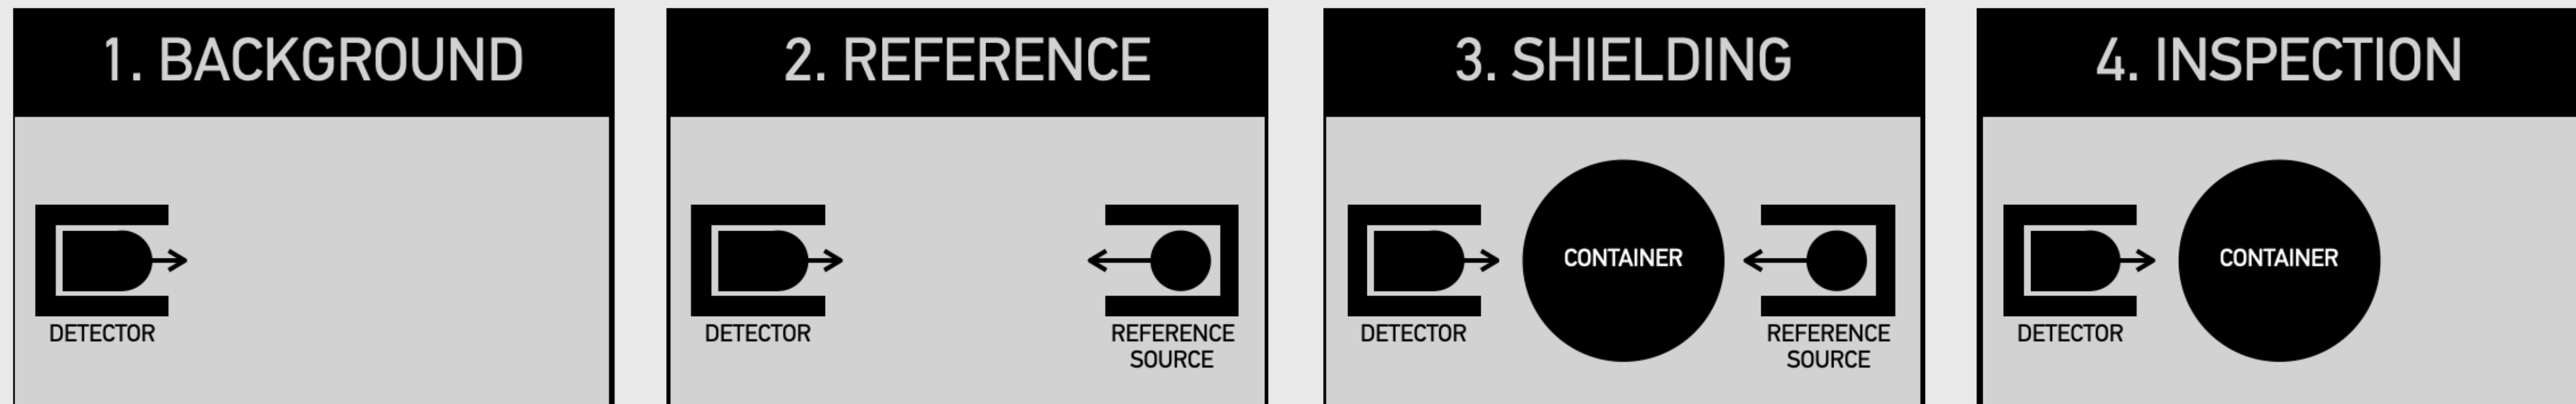 1. BACKGROUND
DETECTOR
2. REFERENCE
DETECTOR
REFERENCE
SOURCE
3. SHIELDING
DETECTOR
CONTAINER
REFERENCE
SOURCE
4. INSPECTION
DETECTOR
CONTAINER